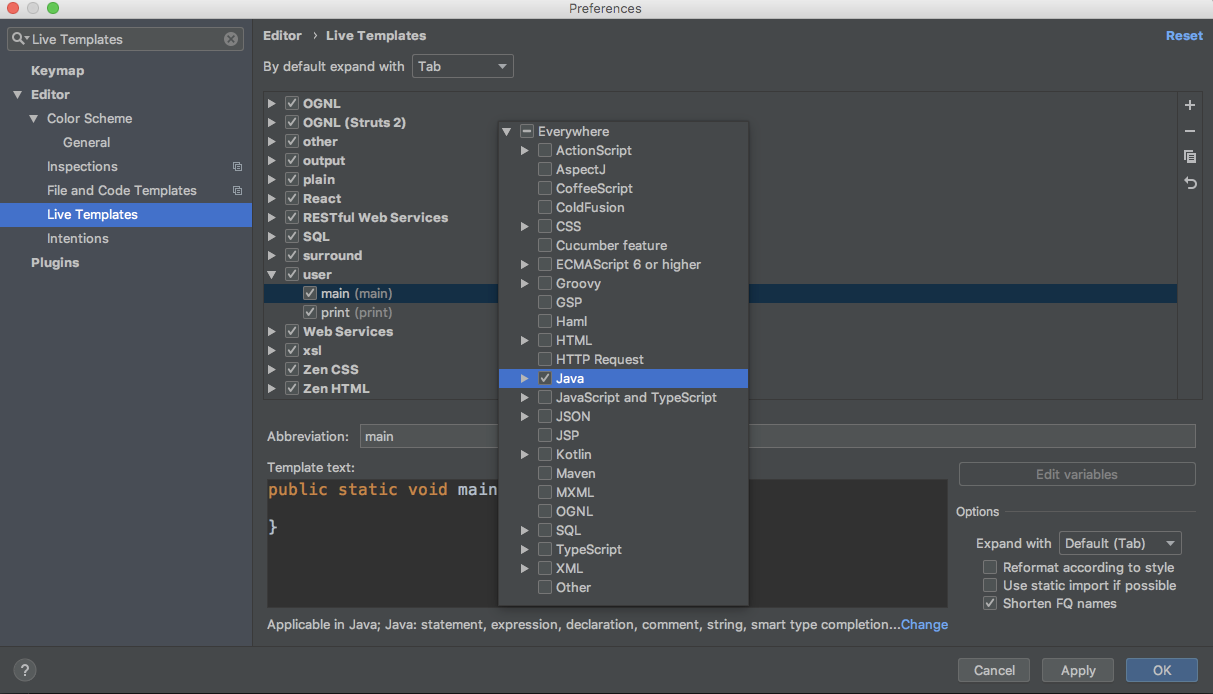 Preferences
Live Templates
Keymap
Editor
Color Scheme
General
Inspections
File and Code Templates
Live Templates
Intentions
Plugins
Editor › Live Templates
Reset
By default expand with Tab
OGNL
OGNL (Struts 2)
other
output
plain
React
RESTful Web Services
SQL
surround
user
main (main)
print (print)
Web Services
xsl
Zen CSS
Zen HTML
Everywhere
ActionScript
AspectJ
CoffeeScript
ColdFusion
CSS
Cucumber feature
ECMAScript 6 or higher
Groovy
GSP
Haml
HTML
HTTP Request
Java
JavaScript and TypeScript
JSON
JSP
Kotlin
Maven
MXML
OGNL
SQL
TypeScript
XML
Other
Abbreviation: main
Template text:
public static void main
}
Edit variables
Options
Expand with Default (Tab)
Reformat according to style
Use static import if possible
Shorten FQ names
Applicable in Java; Java: statement, expression, declaration, comment, string, smart type completion...Change
?
Cancel
Apply
OK